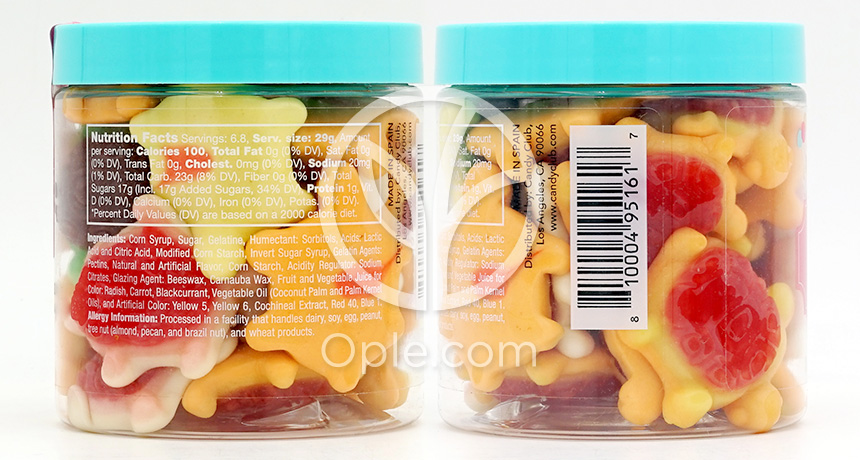 Nutrition Facts Servings: 6.8, Serv. size: 29g, Amount
per serving: Calories 100, Total Fat 0g (0% DV), Sat. Fat 0g
(0% DV), Trans Fat 0g, Cholest. 0mg (0% DV), Sodium 20mg
(1% DV), Total Carb. 23g (8% DV), Fiber 0g (0% DV), Total
Sugars 17g (Incl. 17g Added Sugars, 34% DV), Protein 1g, Vit.
D (0% DV), Calcium (0% DV), Iron (0% DV), Potas. (0% DV).
*Percent Daily Values (DV) are based on a 2000 calorie diet.
Ingredients: Corn Syrup, Sugar, Gelatine, Humectant: Sorbitols, Acids: Lactic
Acid and Citric Acid, Modified Corn Starch, Invert Sugar Syrup, Gelatin Agents:
Pectins, Natural and Artificial Flavor, Corn Starch, Acidity Regulator: Sodium
Citrates, Glazing Agent: Beeswax, Carnauba Wax, Fruit and Vegetable Juice for
Color: Radish, Carrot, Blackcurrant, Vegetable Oil (Coconut Palm and Palm Kernel
Oils), and Artificial Color: Yellow 5, Yellow 6, Cochineal Extract, Red 40, Blue 1.
Allergy Information: Processed in a facility that handles dairy, soy, egg, peanut,
tree nut (almond, pecan, and brazil nut), and wheat products.
MADE IN SPAIN
Distributed by: Candy Club,
Los Angeles, CA 90066
www.candyclub.com
8 10004 95161 7
Ople.com